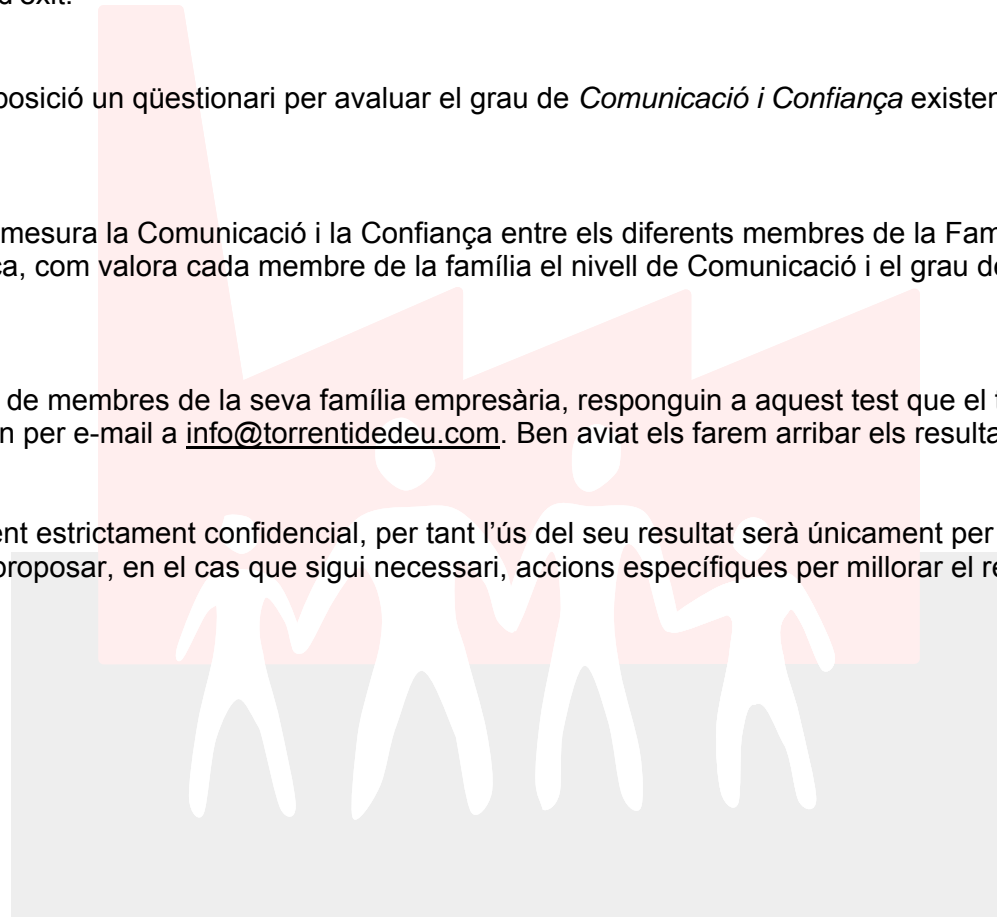 d'èxit.
posició un qüestionari per avaluar el grau de Comunicació i Confiança existen
mesura la Comunicació i la Confiança entre els diferents membres de la Fam
ça, com valora cada membre de la família el nivell de Comunicació i el grau de
de membres de la seva família empresària, responguin a aquest test que el
n per e-mail a info@torrentidedeu.com. Ben aviat els farem arribar els resulta
ent estrictament confidencial, per tant l'ús del seu resultat serà únicament per
proposar, en el cas que sigui necessari, accions específiques per millorar el re